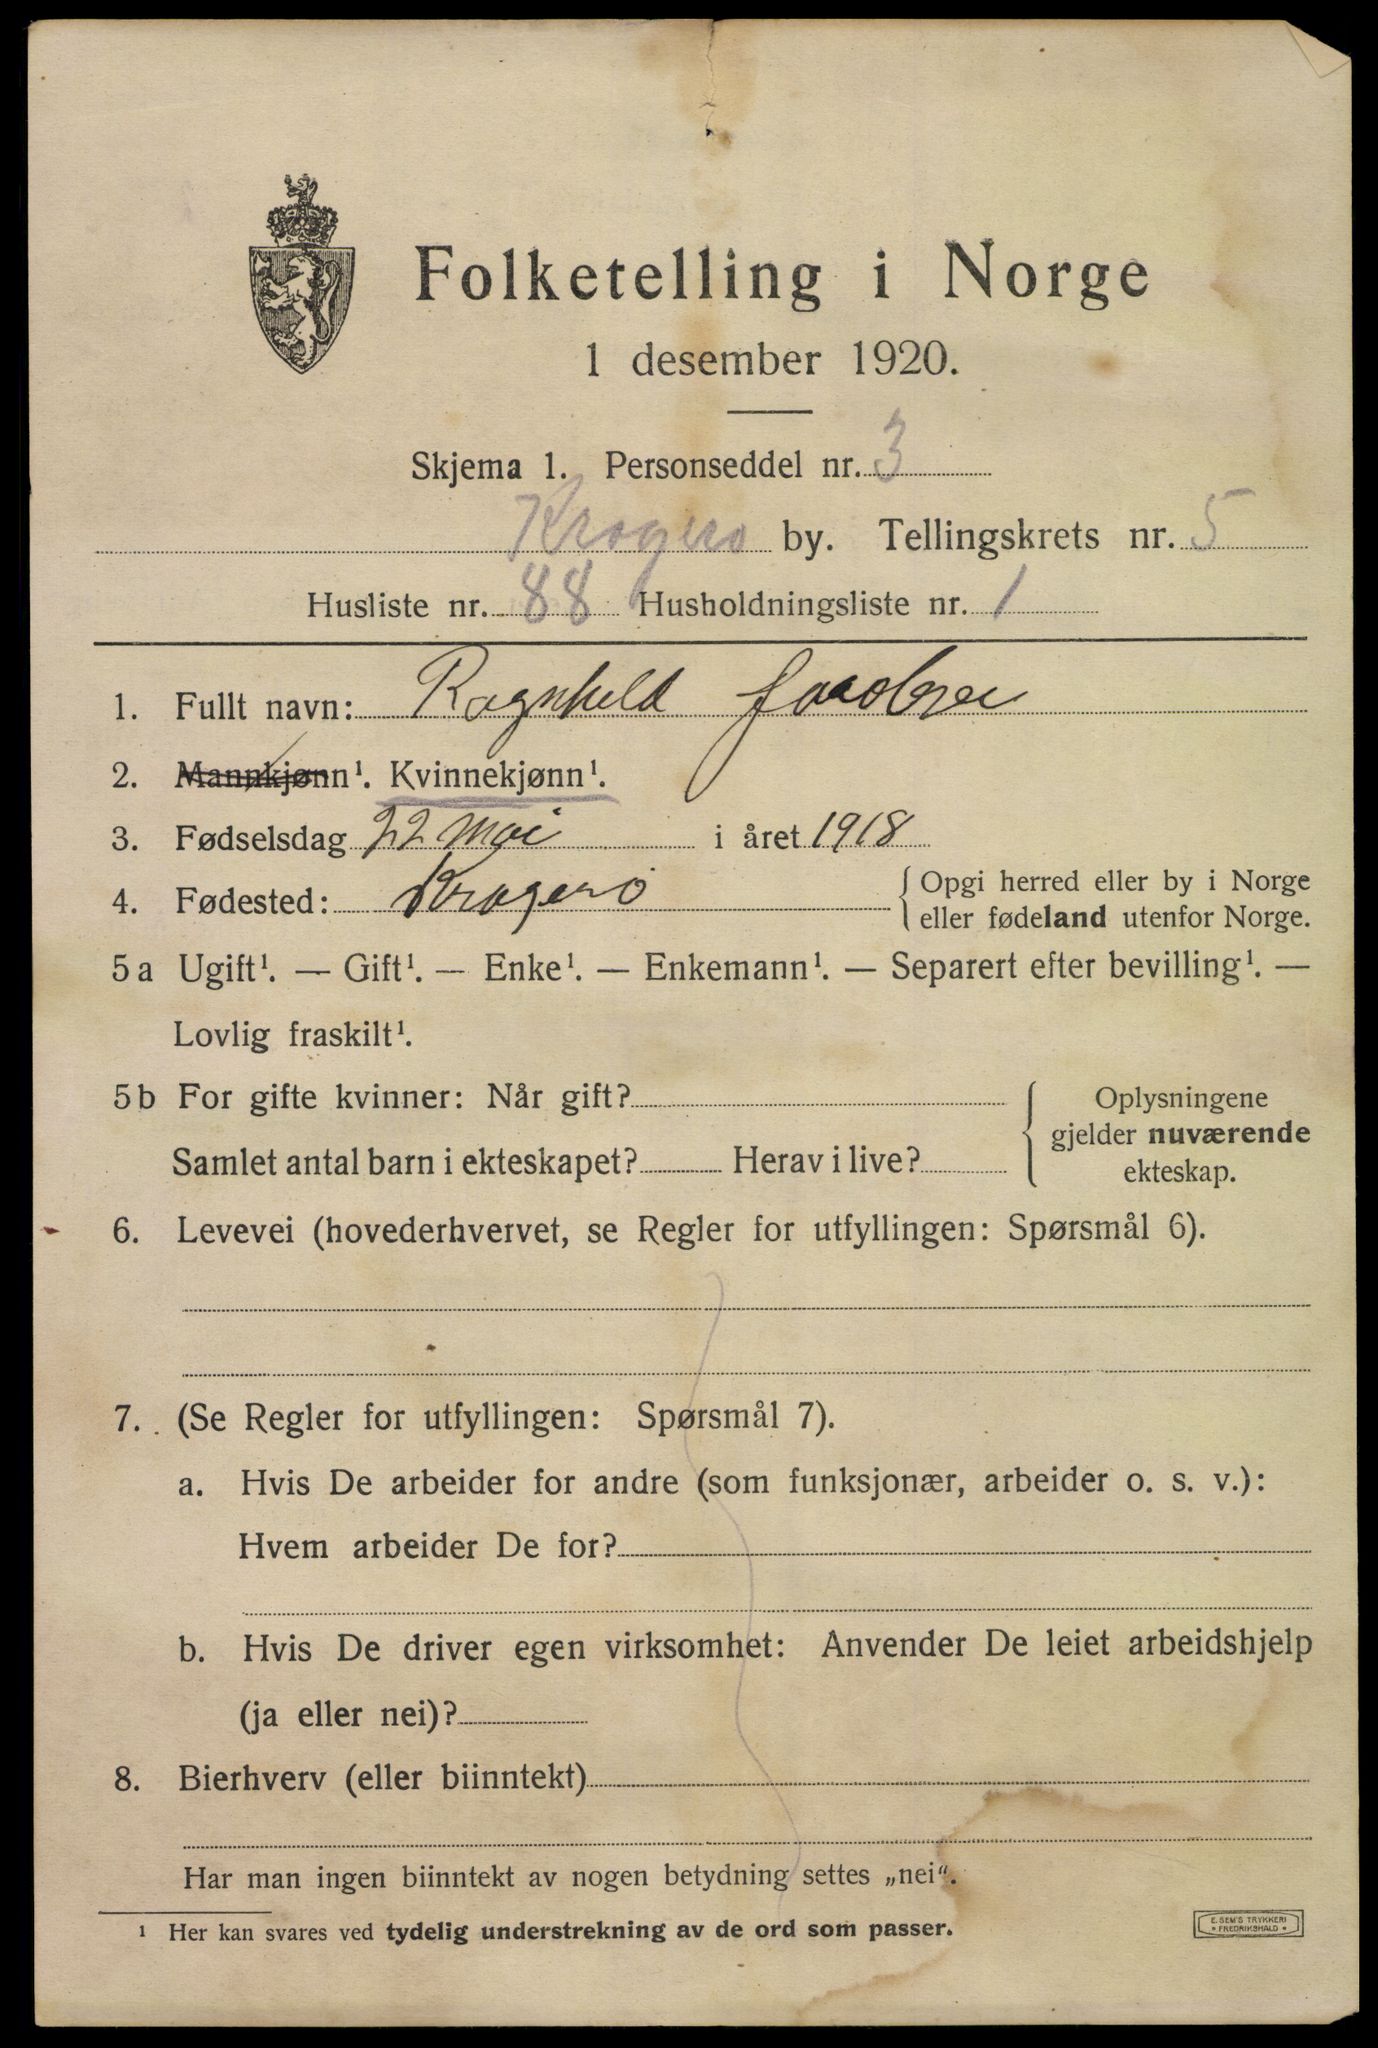 Folketelling i Norge
1 desember 1920.
Skjema 1. Personseddel nr. 3
Kragerø by. Tellingskrets nr. 5
Husliste nr. 88 Husholdningsliste nr. 1
1. Fullt navn: Ragnhild Jacobsen
2. Mannkjønn¹. Kvinnekjønn¹.
3. Fødselsdag 22 Mai i året 1918
4. Fødested: Kragerø { Opgi herred eller by i Norge
eller fødeland utenfor Norge.
5a Ugift¹. — Gift¹. — Enke¹. — Enkemann¹. — Separert efter bevilling¹. —
Lovlig fraskilt¹.
5b For gifte kvinner: Når gift? { Oplysningene
gjelder nuværende
Samlet antal barn i ekteskapet? Herav i live? ekteskap.
6. Levevei (hovederhvervet, se Regler for utfyllingen: Spørsmål 6).
7. (Se Regler for utfyllingen: Spørsmål 7).
a. Hvis De arbeider for andre (som funksjonær, arbeider o. s. v.):
Hvem arbeider De for?
b. Hvis De driver egen virksomhet: Anvender De leiet arbeidshjelp
(ja eller nei)?
8. Bierhverv (eller biinntekt)
Har man ingen biinntekt av nogen betydning settes „nei“.
¹ Her kan svares ved tydelig understrekning av de ord som passer.
E. SEM'S TRYKKERI
* FREDRIKSHALD *